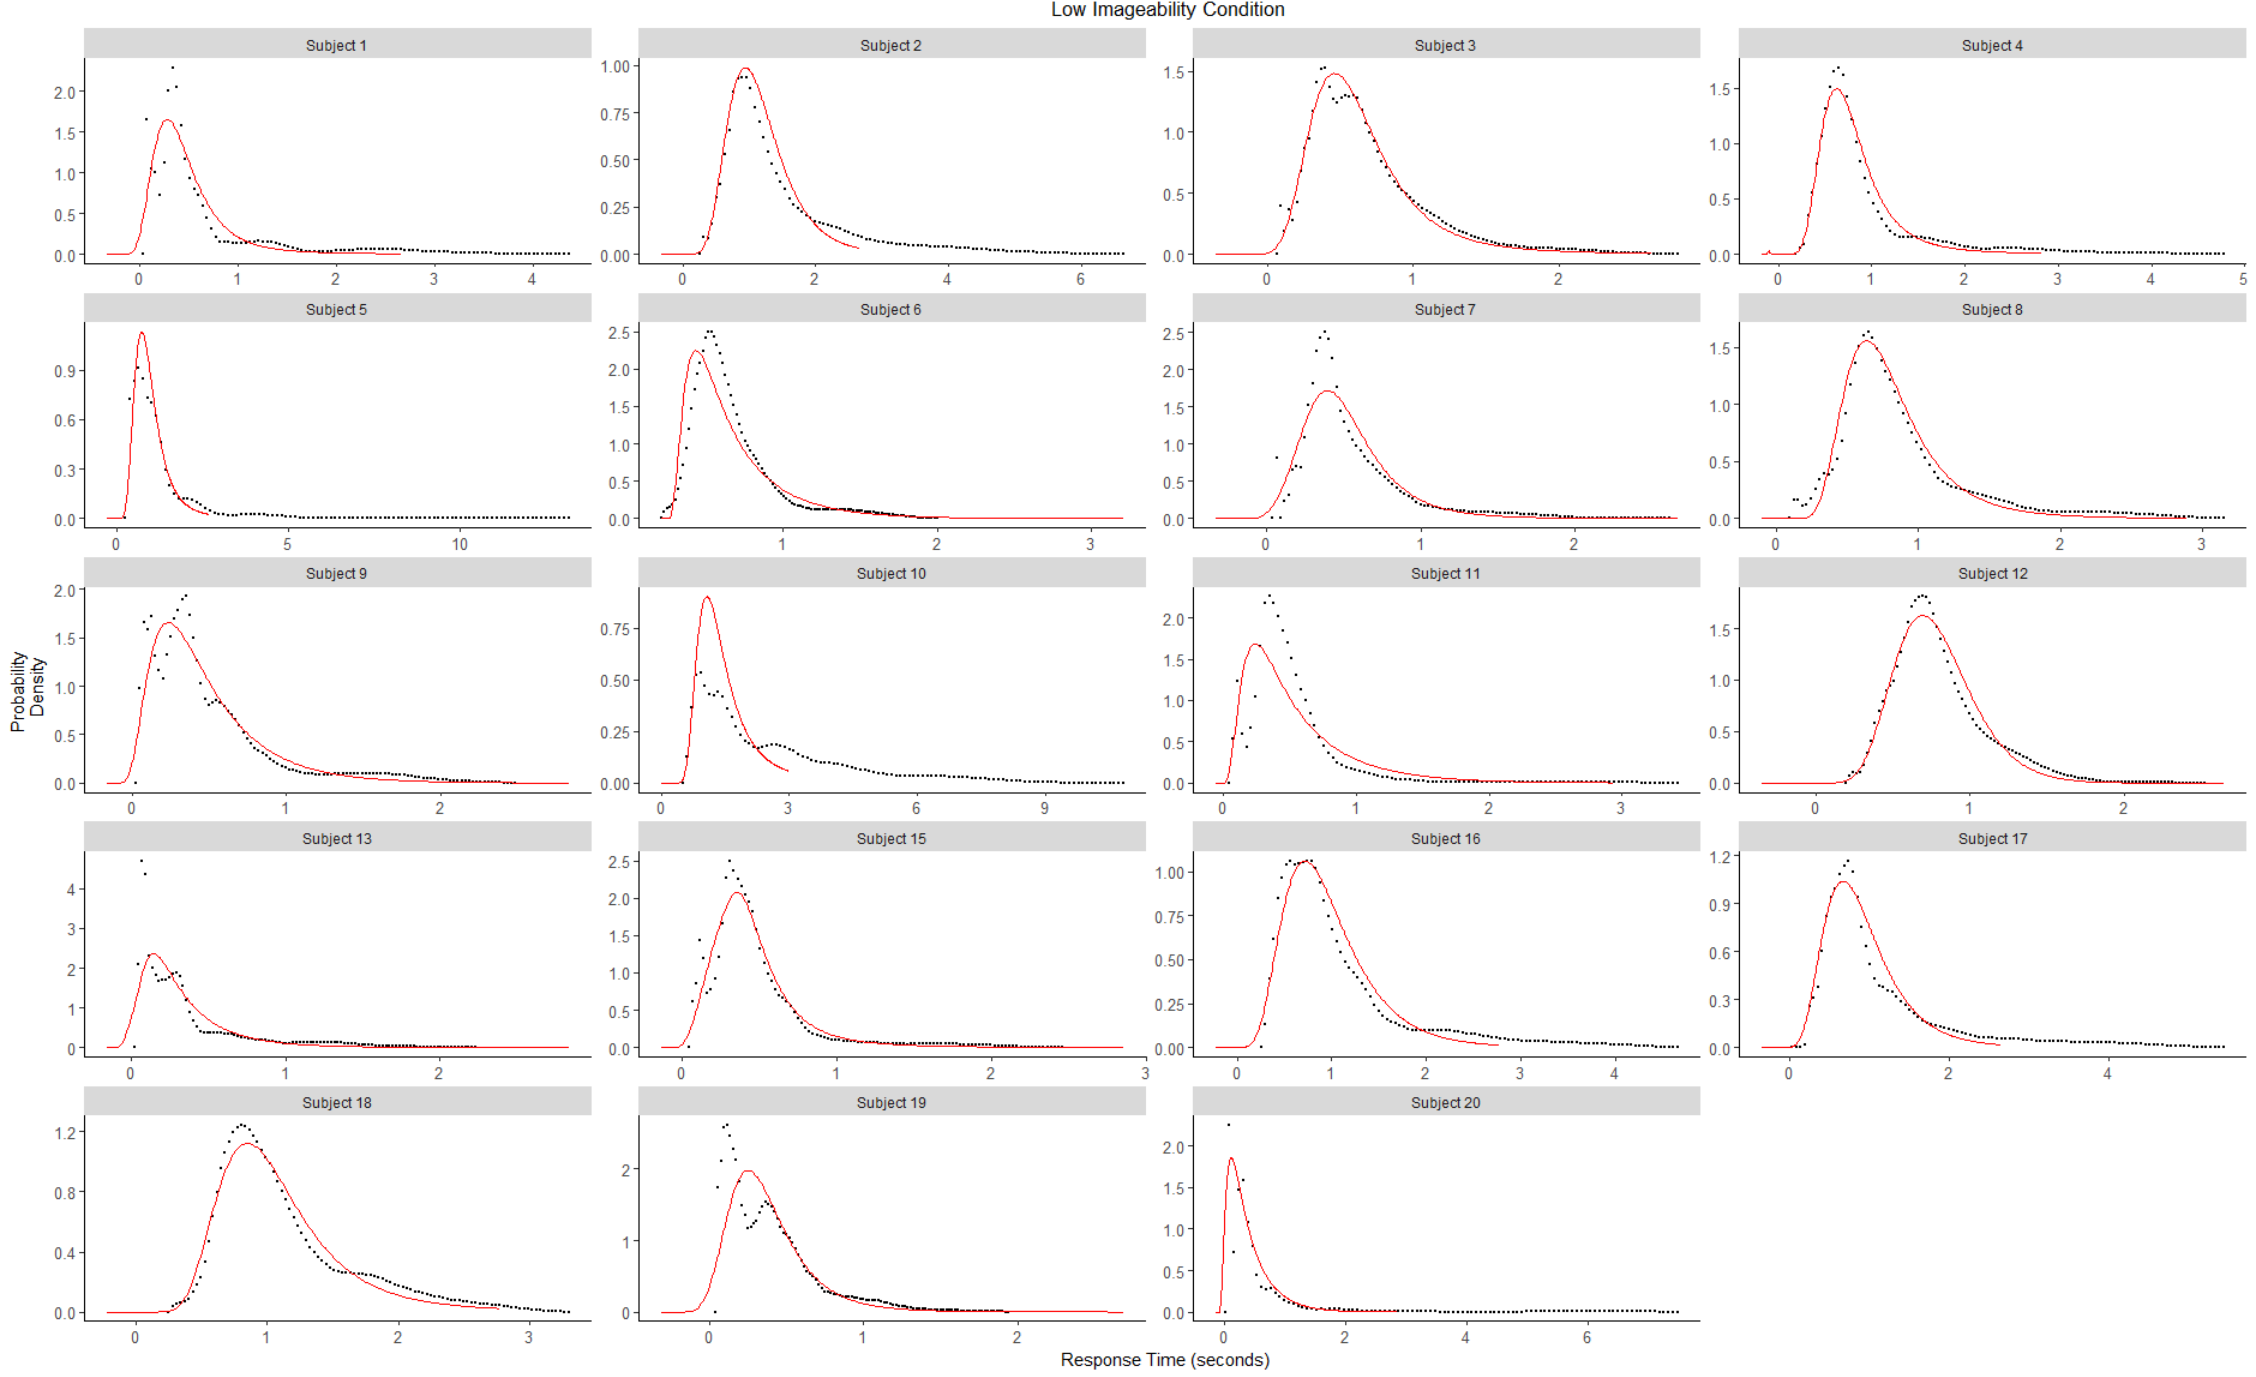 Low Imageability Condition
Subject 1
Subject 2
Subject 3
Subject 4
2.0
1.5
1.0
0.5
0.0
0 1 2 3 4
1.00
0.75
0.50
0.25
0.00
0 2 4 6
1.5
1.0
0.5
0.0
0 1 2
1.5
1.0
0.5
0.0
0 1 2 3 4 5
Subject 5
Subject 6
Subject 7
Subject 8
0.9
0.6
0.3
0.0
0 5 10
2.5
2.0
1.5
1.0
0.5
0.0
1 2 3
2.5
2.0
1.5
1.0
0.5
0.0
0 1 2
1.5
1.0
0.5
0.0
0 1 2 3
Subject 9
Subject 10
Subject 11
Subject 12
2.0
1.5
1.0
0.5
0.0
0 1 2
0.75
0.50
0.25
0.00
0 3 6 9
2.0
1.5
1.0
0.5
0.0
0 1 2 3
1.5
1.0
0.5
0.0
0 1 2
Probability
Density
Subject 13
Subject 15
Subject 16
Subject 17
4
3
2
1
0
0 1 2
2.5
2.0
1.5
1.0
0.5
0.0
0 1 2 3
1.00
0.75
0.50
0.25
0.00
0 1 2 3 4
1.2
0.9
0.6
0.3
0.0
0 2 4
Subject 18
Subject 19
Subject 20
1.2
0.8
0.4
0.0
0 1 2 3
2
1
0
0 1 2
2.0
1.5
1.0
0.5
0.0
0 2 4 6
Response Time (seconds)